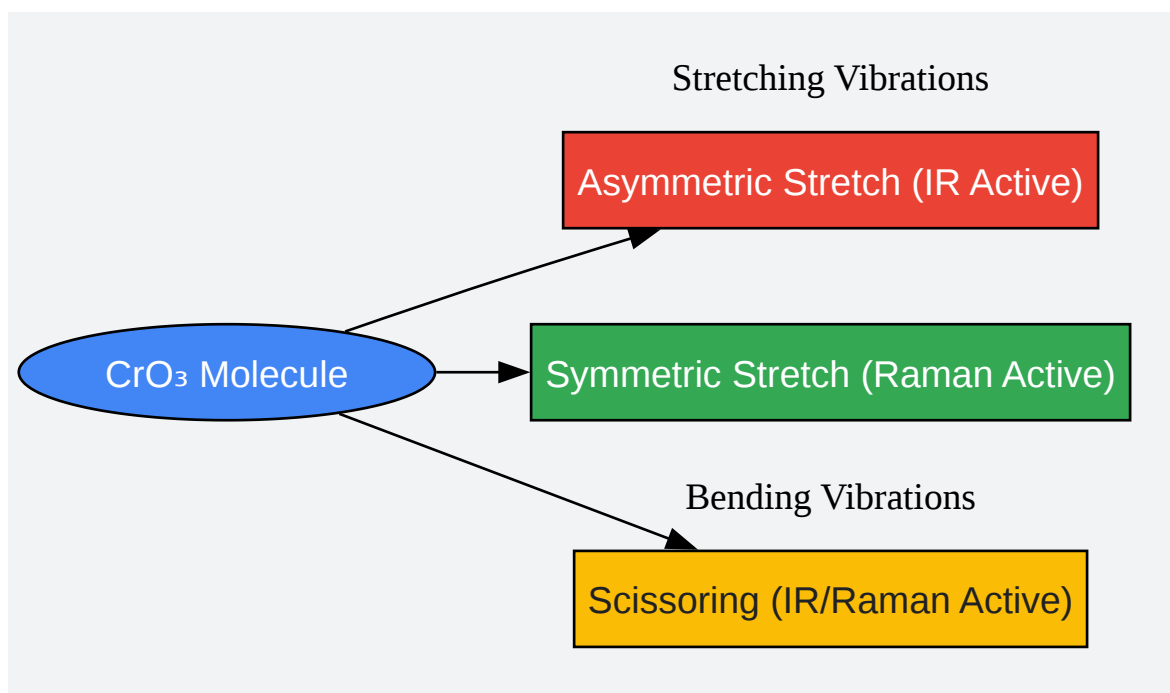 Stretching Vibrations
Asymmetric Stretch (IR Active)
CrO₃ Molecule
Symmetric Stretch (Raman Active)
Bending Vibrations
Scissoring (IR/Raman Active)